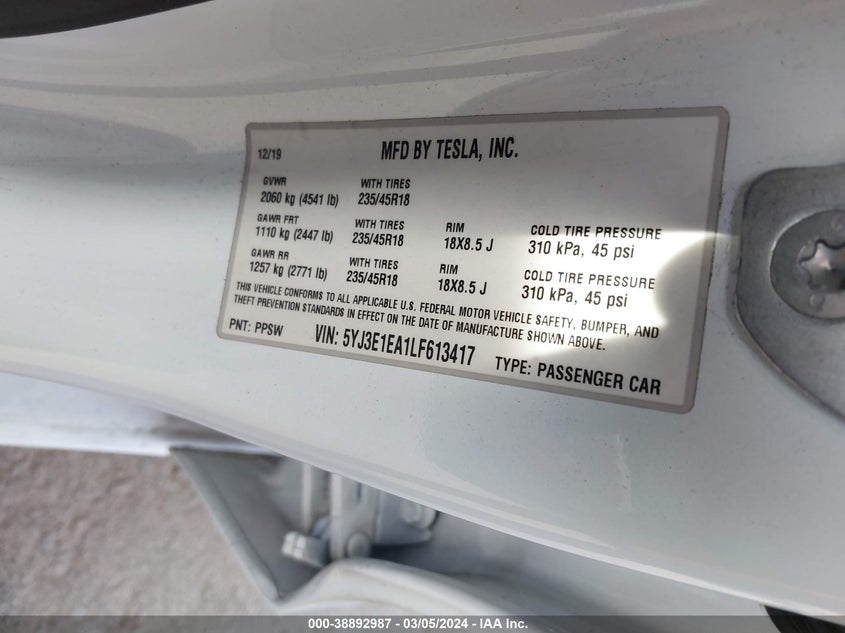 12/19 MFD BY TESLA, INC.
GVWR WITH TIRES
2060 kg (4541 lb) 235/45R18
GAWR FRT WITH TIRES RIM COLD TIRE PRESSURE
1110 kg (2447 lb) 235/45R18 18X8.5 J 310 kPa, 45 psi
GAWR RR WITH TIRES RIM COLD TIRE PRESSURE
1257 kg (2771 lb) 235/45R18 18X8.5 J 310 kPa, 45 psi
THIS VEHICLE CONFORMS TO ALL APPLICABLE U.S. FEDERAL MOTOR VEHICLE SAFETY, BUMPER, AND
THEFT PREVENTION STANDARDS IN EFFECT ON THE DATE OF MANUFACTURE SHOWN ABOVE.
PNT: PPSW VIN: 5YJ3E1EA1LF613417 TYPE: PASSENGER CAR
000-38892987 - 03/05/2024 - IAA Inc.